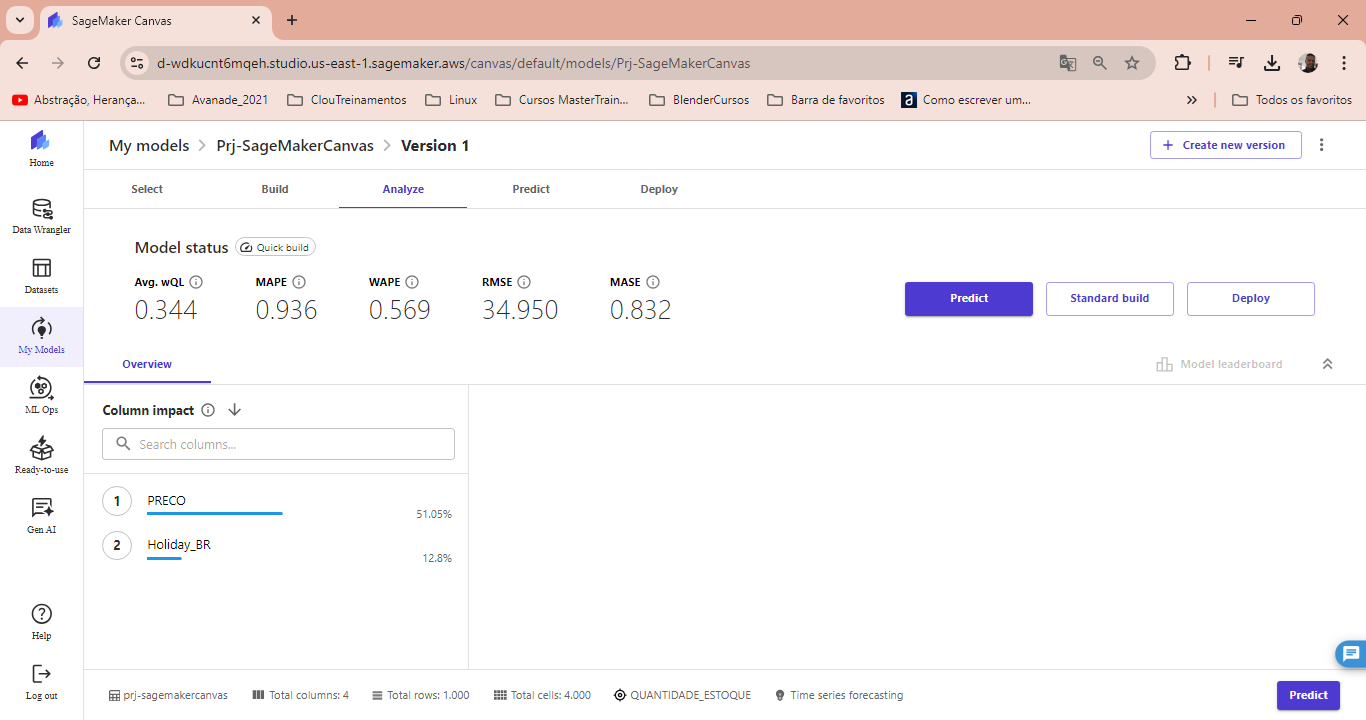 SageMaker Canvas
d-wdkucnt6mqeh.studio.us-east-1.sagemaker.aws/canvas/default/models/Prj-SageMakerCanvas
Abstração, Herança...
Avanade_2021
ClouTreinamentos
Linux
Cursos MasterTrain...
BlenderCursos
Barra de favoritos
Como escrever um...
Todos os favoritos
Home
Data Wrangler
Datasets
My Models
ML Ops
Ready-to-use
Gen AI
Help
Log out
My models > Prj-SageMakerCanvas > Version 1
+ Create new version
Select
Build
Analyze
Predict
Deploy
Model status
Quick build
Avg. wQL
0.344
MAPE
0.936
WAPE
0.569
RMSE
34.950
MASE
0.832
Predict
Standard build
Deploy
Overview
Model leaderboard
Column impact
Search columns...
1 PRECO
51.05%
2 Holiday_BR
12.8%
prj-sagemakercanvas
Total columns: 4
Total rows: 1.000
Total cells: 4.000
QUANTIDADE_ESTOQUE
Time series forecasting
Predict